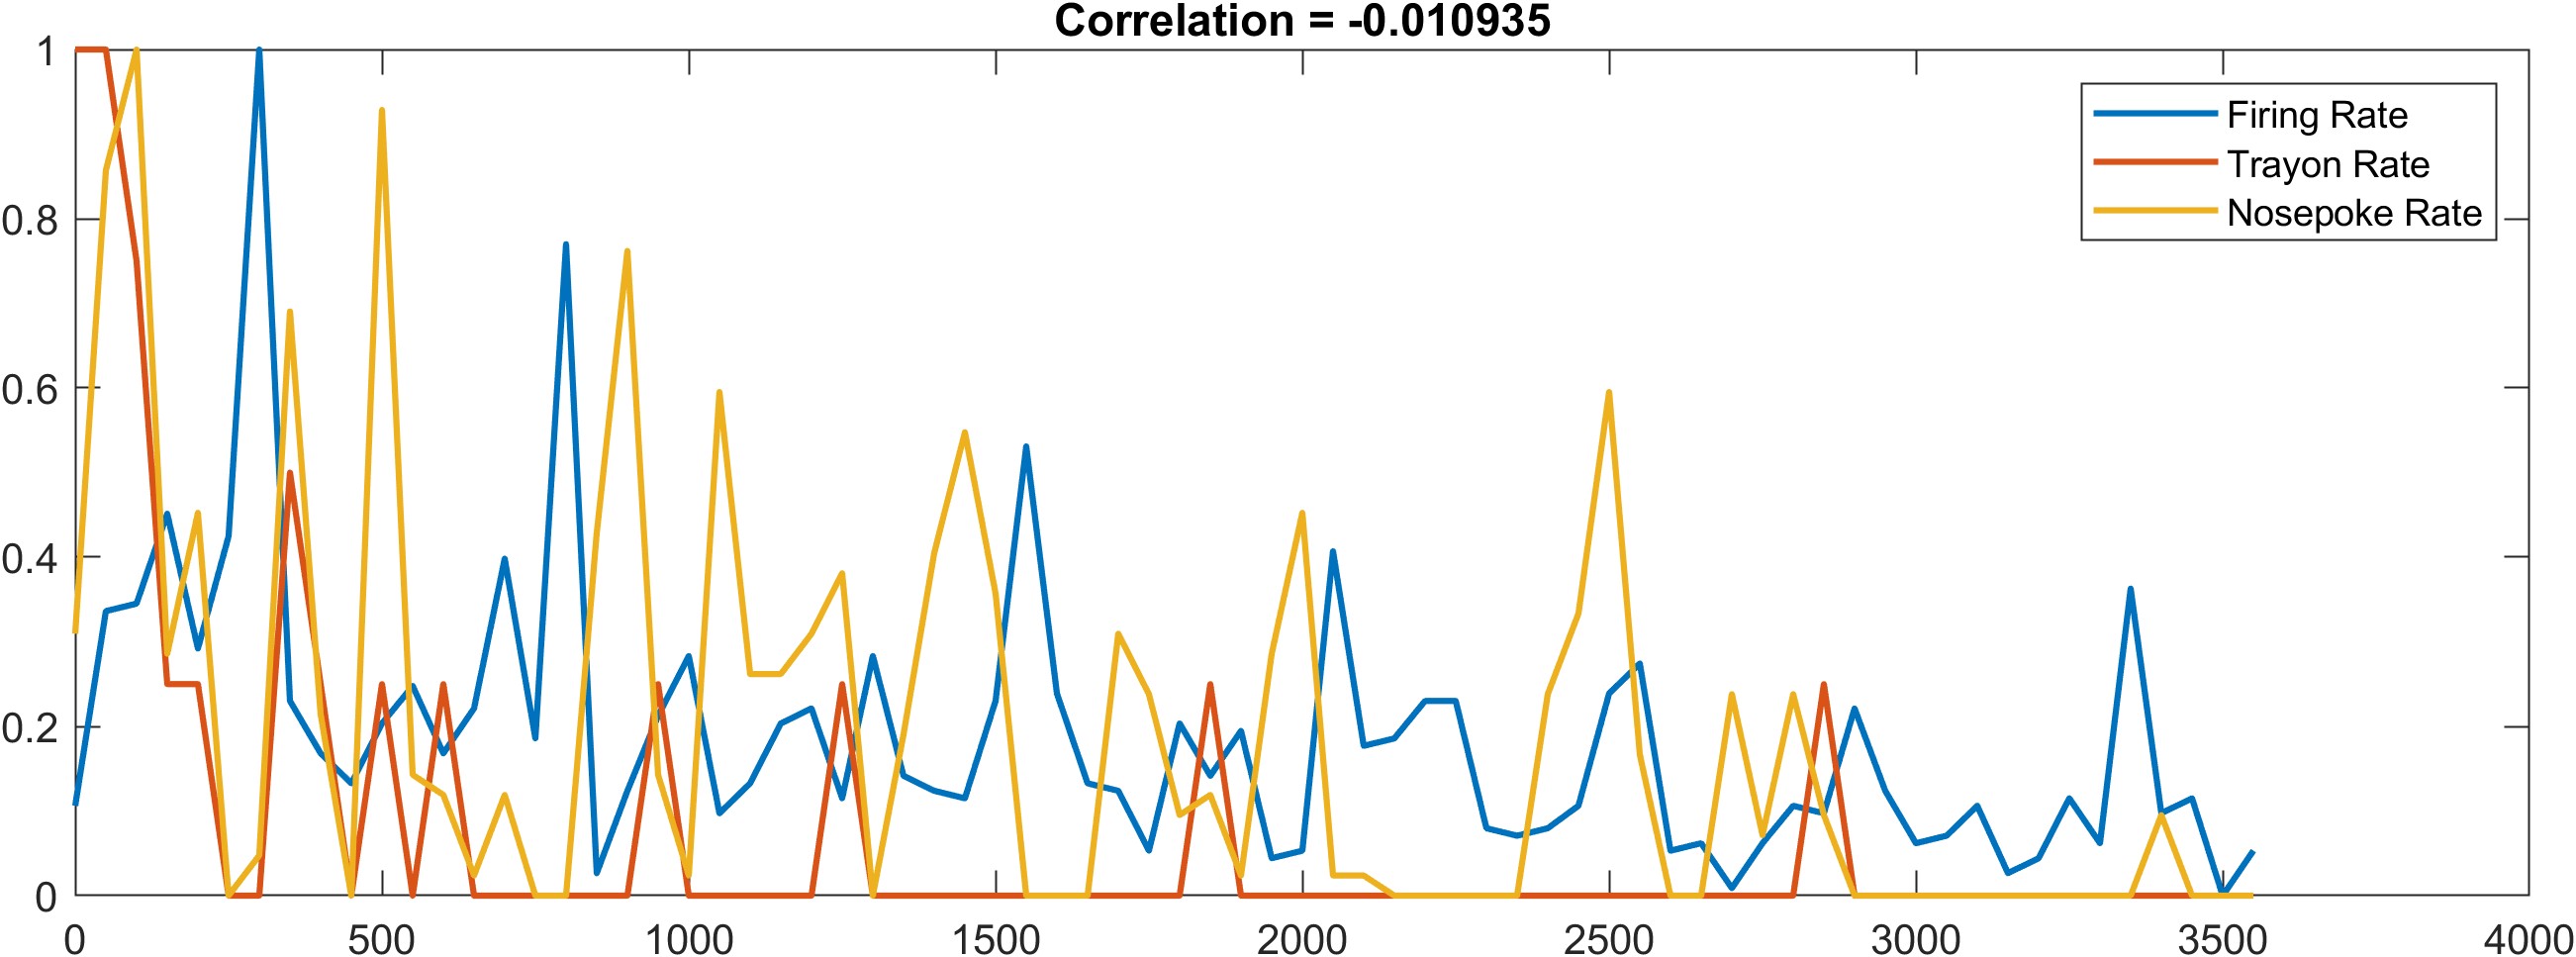 Correlation = -0.010935
1
0.8
0.6
0.4
0.2
0
Firing Rate
Trayon Rate
Nosepoke Rate
0 500 1000 1500 2000 2500 3000 3500 4000